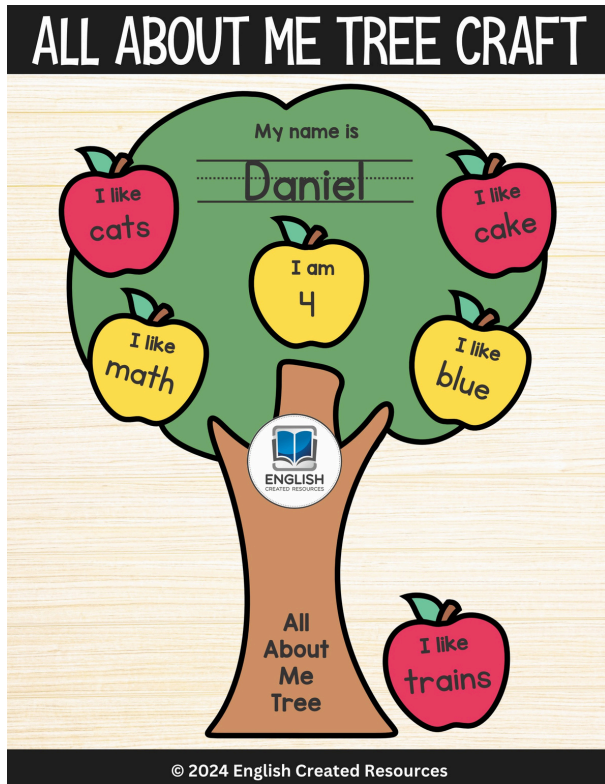 ALL ABOUT ME TREE CRAFT
My name is
Daniel
I like
cats
I like
cake
I am
4
I like
math
I like
blue
ENGLISH
CREATED RESOURCES
All
About
Me
Tree
I like
trains
© 2024 English Created Resources